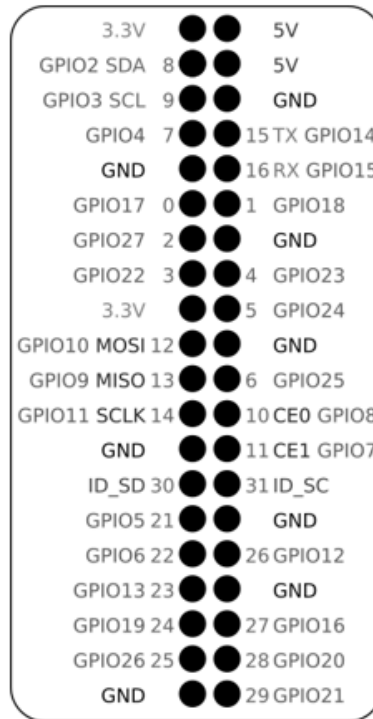 3.3V 5V
GPIO2 SDA 8 5V
GPIO3 SCL 9 GND
GPIO4 7 15 TX GPIO14
GND 16 RX GPIO15
GPIO17 0 1 GPIO18
GPIO27 2 GND
GPIO22 3 4 GPIO23
3.3V 5 GPIO24
GPIO10 MOSI 12 GND
GPIO9 MISO 13 6 GPIO25
GPIO11 SCLK 14 10 CE0 GPIO8
GND 11 CE1 GPIO7
ID_SD 30 31 ID_SC
GPIO5 21 GND
GPIO6 22 26 GPIO12
GPIO13 23 GND
GPIO19 24 27 GPIO16
GPIO26 25 28 GPIO20
GND 29 GPIO21